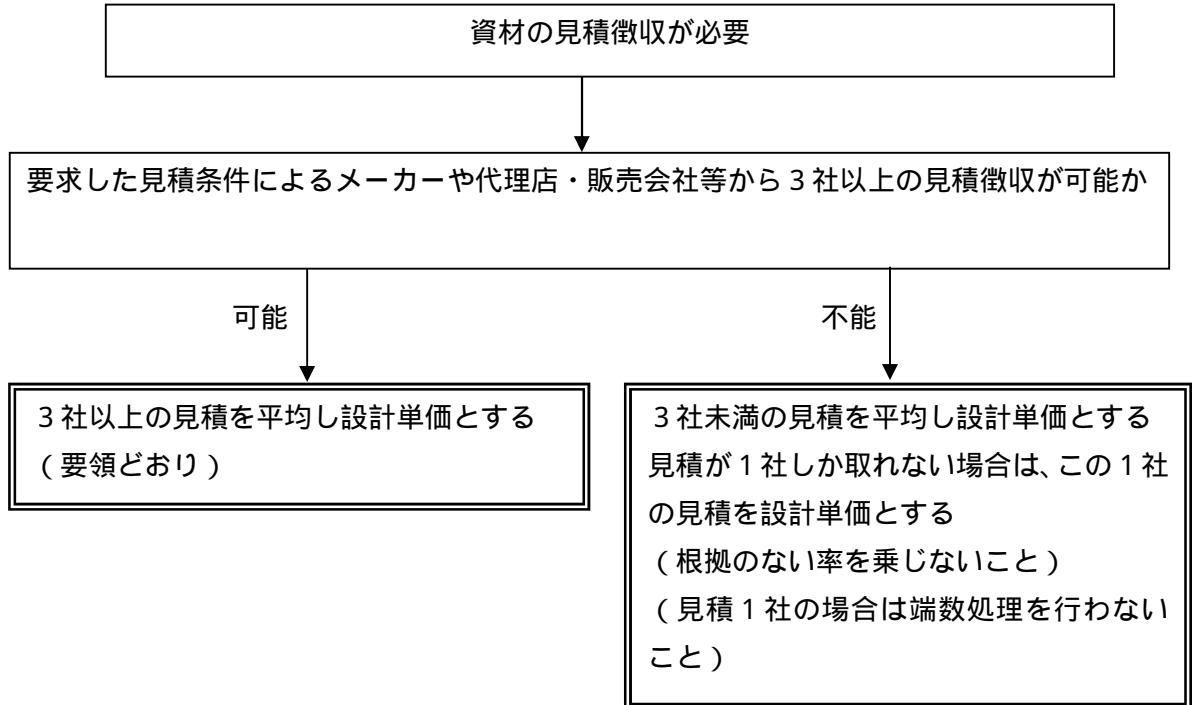 資材の見積徴収が必要
要求した見積条件によるメーカーや代理店・販売会社等から3社以上の見積徴収が可能か
可能
不能
3社以上の見積を平均し設計単価とする
(要領どおり)
3社未満の見積を平均し設計単価とする
見積が1社しか取れない場合は、この1社
の見積を設計単価とする
(根拠のない率を乗じないこと)
(見積1社の場合は端数処理を行わない
こと)